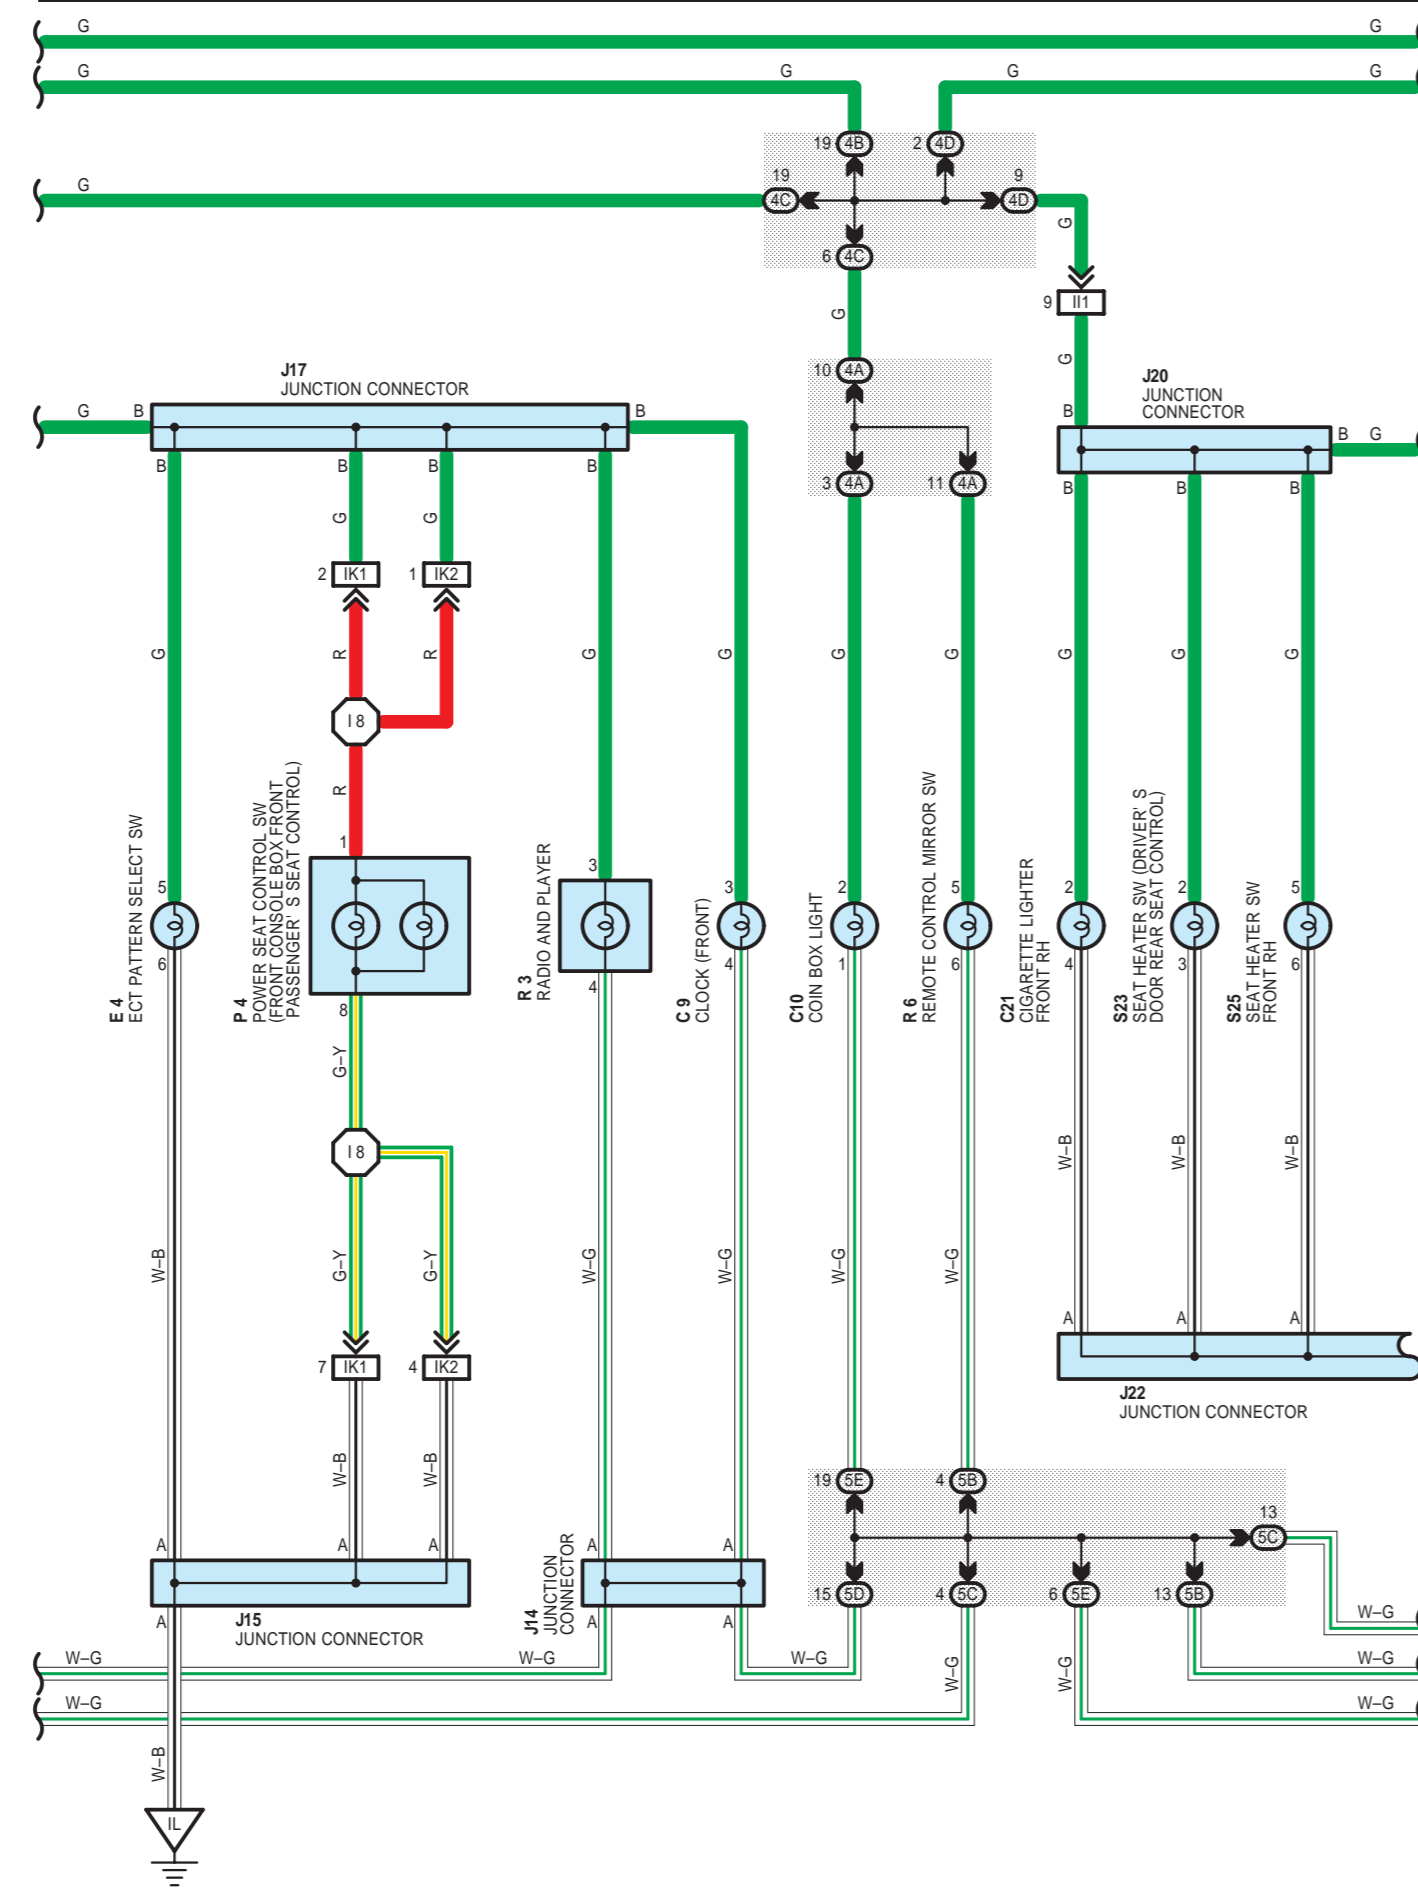 G G
G G G G
19 4B 2 4D
G 19 4C 9 4D
G
6 4C
9 II1
G
G
10 4A
J17
JUNCTION CONNECTOR
J20
JUNCTION
CONNECTOR
G B B
B
B G
B B B B
3 4A 11 4A
B B B
G G
2 IK1 1 IK2
G R R G G G G G G G
I 8
R
1
E 4
ECT PATTERN SELECT SW
5
6
P 4
POWER SEAT CONTROL SW
(FRONT CONSOLE BOX FRONT
PASSENGER' S SEAT CONTROL)
8
R 3
RADIO AND PLAYER
3
4
C 9
CLOCK (FRONT)
3
4
C10
COIN BOX LIGHT
2
1
R 6
REMOTE CONTROL MIRROR SW
5
6
C21
CIGARETTE LIGHTER
FRONT RH
2
4
S23
SEAT HEATER SW (DRIVER' S
DOOR REAR SEAT CONTROL)
2
3
S25
SEAT HEATER SW
FRONT RH
5
6
G–Y
I 8
W–B W–B W–B
W–B G–Y G–Y W–G W–G W–G W–G
A A A
7 IK1 4 IK2
J22
JUNCTION CONNECTOR
W–B W–B
19 5E 4 5B
13 5C
A A A A A
15 5D 4 5C 6 5E 13 5B
A
J15
JUNCTION CONNECTOR
J14
JUNCTION
CONNECTOR
A A
W–G
W–G W–G W–G W–G
W–G W–G
W–G W–G
W–B
IL